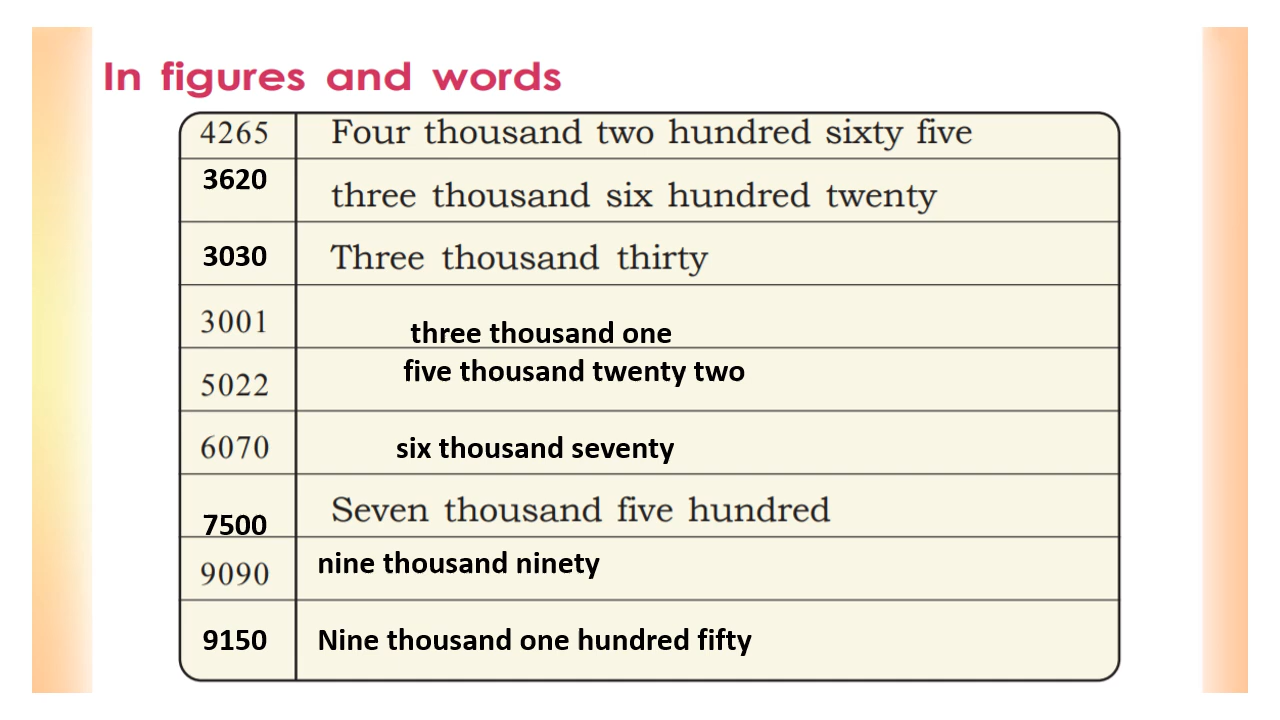 In figures and words
4265 Four thousand two hundred sixty five
3620 three thousand six hundred twenty
3030 Three thousand thirty
3001 three thousand one
5022 five thousand twenty two
6070 six thousand seventy
7500 Seven thousand five hundred
9090 nine thousand ninety
9150 Nine thousand one hundred fifty